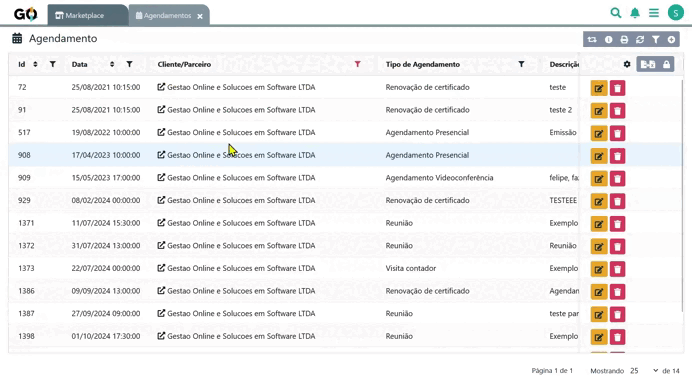 GO Marketplace Agendamentos × S
Agendamento
Id Data Cliente/Parceiro Tipo de Agendamento Descriçã
72 25/08/2021 10:15:00 Gestao Online e Solucoes em Software LTDA Renovação de certificado teste
91 25/08/2021 10:15:00 Gestao Online e Solucoes em Software LTDA Renovação de certificado teste 2
517 19/08/2022 10:00:00 Gestao Online e Solucoes em Software LTDA Agendamento Presencial Emissão
908 17/04/2023 10:00:00 Gestao Online e Solucoes em Software LTDA Agendamento Presencial
909 15/05/2023 17:00:00 Gestao Online e Solucoes em Software LTDA Agendamento Videoconferência felipe, fa
929 08/02/2024 00:00:00 Gestao Online e Solucoes em Software LTDA Renovação de certificado TESTEEE
1371 11/07/2024 15:30:00 Gestao Online e Solucoes em Software LTDA Reunião Exemplo
1372 31/07/2024 13:00:00 Gestao Online e Solucoes em Software LTDA Reunião Reunião
1373 22/07/2024 00:00:00 Gestao Online e Solucoes em Software LTDA Visita contador Exemplo
1386 09/09/2024 13:00:00 Gestao Online e Solucoes em Software LTDA Renovação de certificado Agendan
1387 27/09/2024 09:00:00 Gestao Online e Solucoes em Software LTDA Reunião teste par
1398 01/10/2024 17:30:00 Gestao Online e Solucoes em Software LTDA Reunião Exemplo
Página 1 de 1 Mostrando 25 de 14